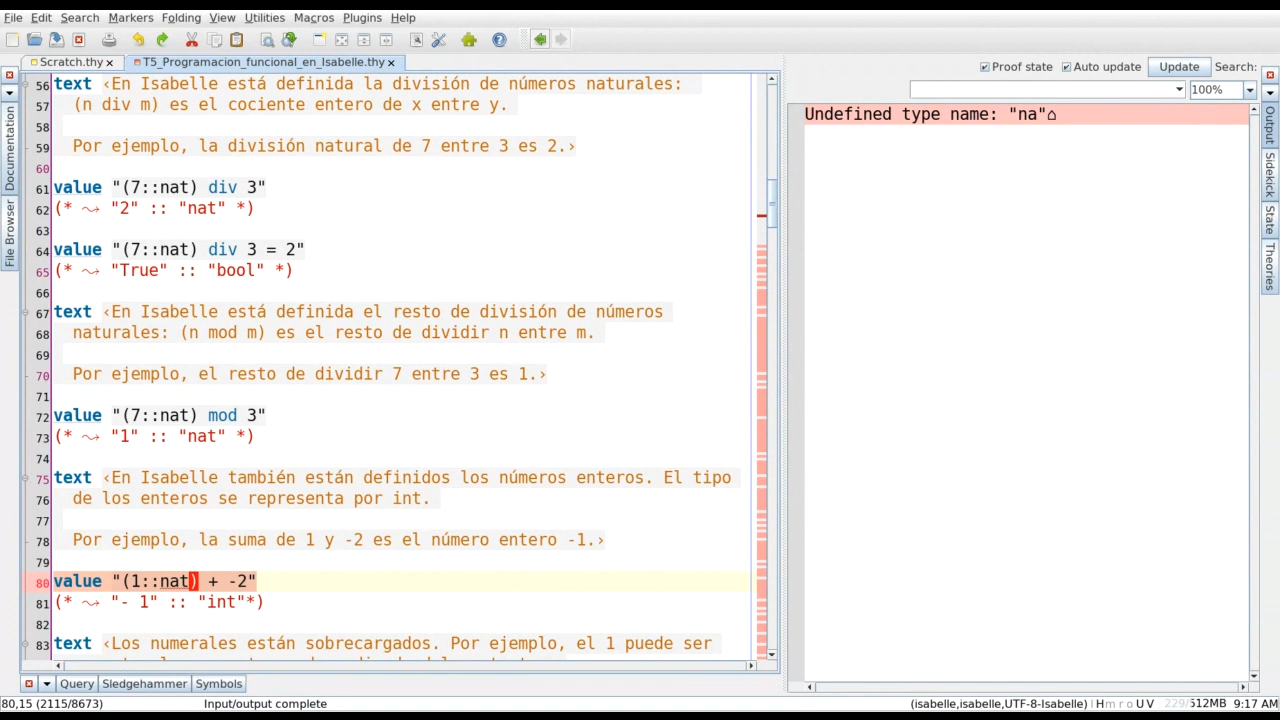 File Edit Search Markers Folding View Utilities Macros Plugins Help
Scratch.thy
T5_Programacion_funcional_en_Isabelle.thy
Proof state
Auto update
Update
Search:
100%
Documentation
File Browser
56 text ‹En Isabelle está definida la división de números naturales:
57 (n div m) es el cociente entero de x entre y.
58
59 Por ejemplo, la división natural de 7 entre 3 es 2.›
60
61 value "(7::nat) div 3"
62 (* ⤳ "2" :: "nat" *)
63
64 value "(7::nat) div 3 = 2"
65 (* ⤳ "True" :: "bool" *)
66
67 text ‹En Isabelle está definida el resto de división de números
68 naturales: (n mod m) es el resto de dividir n entre m.
69
70 Por ejemplo, el resto de dividir 7 entre 3 es 1.›
71
72 value "(7::nat) mod 3"
73 (* ⤳ "1" :: "nat" *)
74
75 text ‹En Isabelle también están definidos los números enteros. El tipo
76 de los enteros se representa por int.
77
78 Por ejemplo, la suma de 1 y -2 es el número entero -1.›
79
80 value "(1::nat) + -2"
81 (* ⤳ "- 1" :: "int"*)
82
83 text ‹Los numerales están sobrecargados. Por ejemplo, el 1 puede ser
Undefined type name: "na"⌂
Output
Sidekick
State
Theories
Query Sledgehammer Symbols
80,15 (2115/8673)
Input/output complete
(isabelle,isabelle,UTF-8-Isabelle) | H m r o U V 229/512MB 9:17 AM